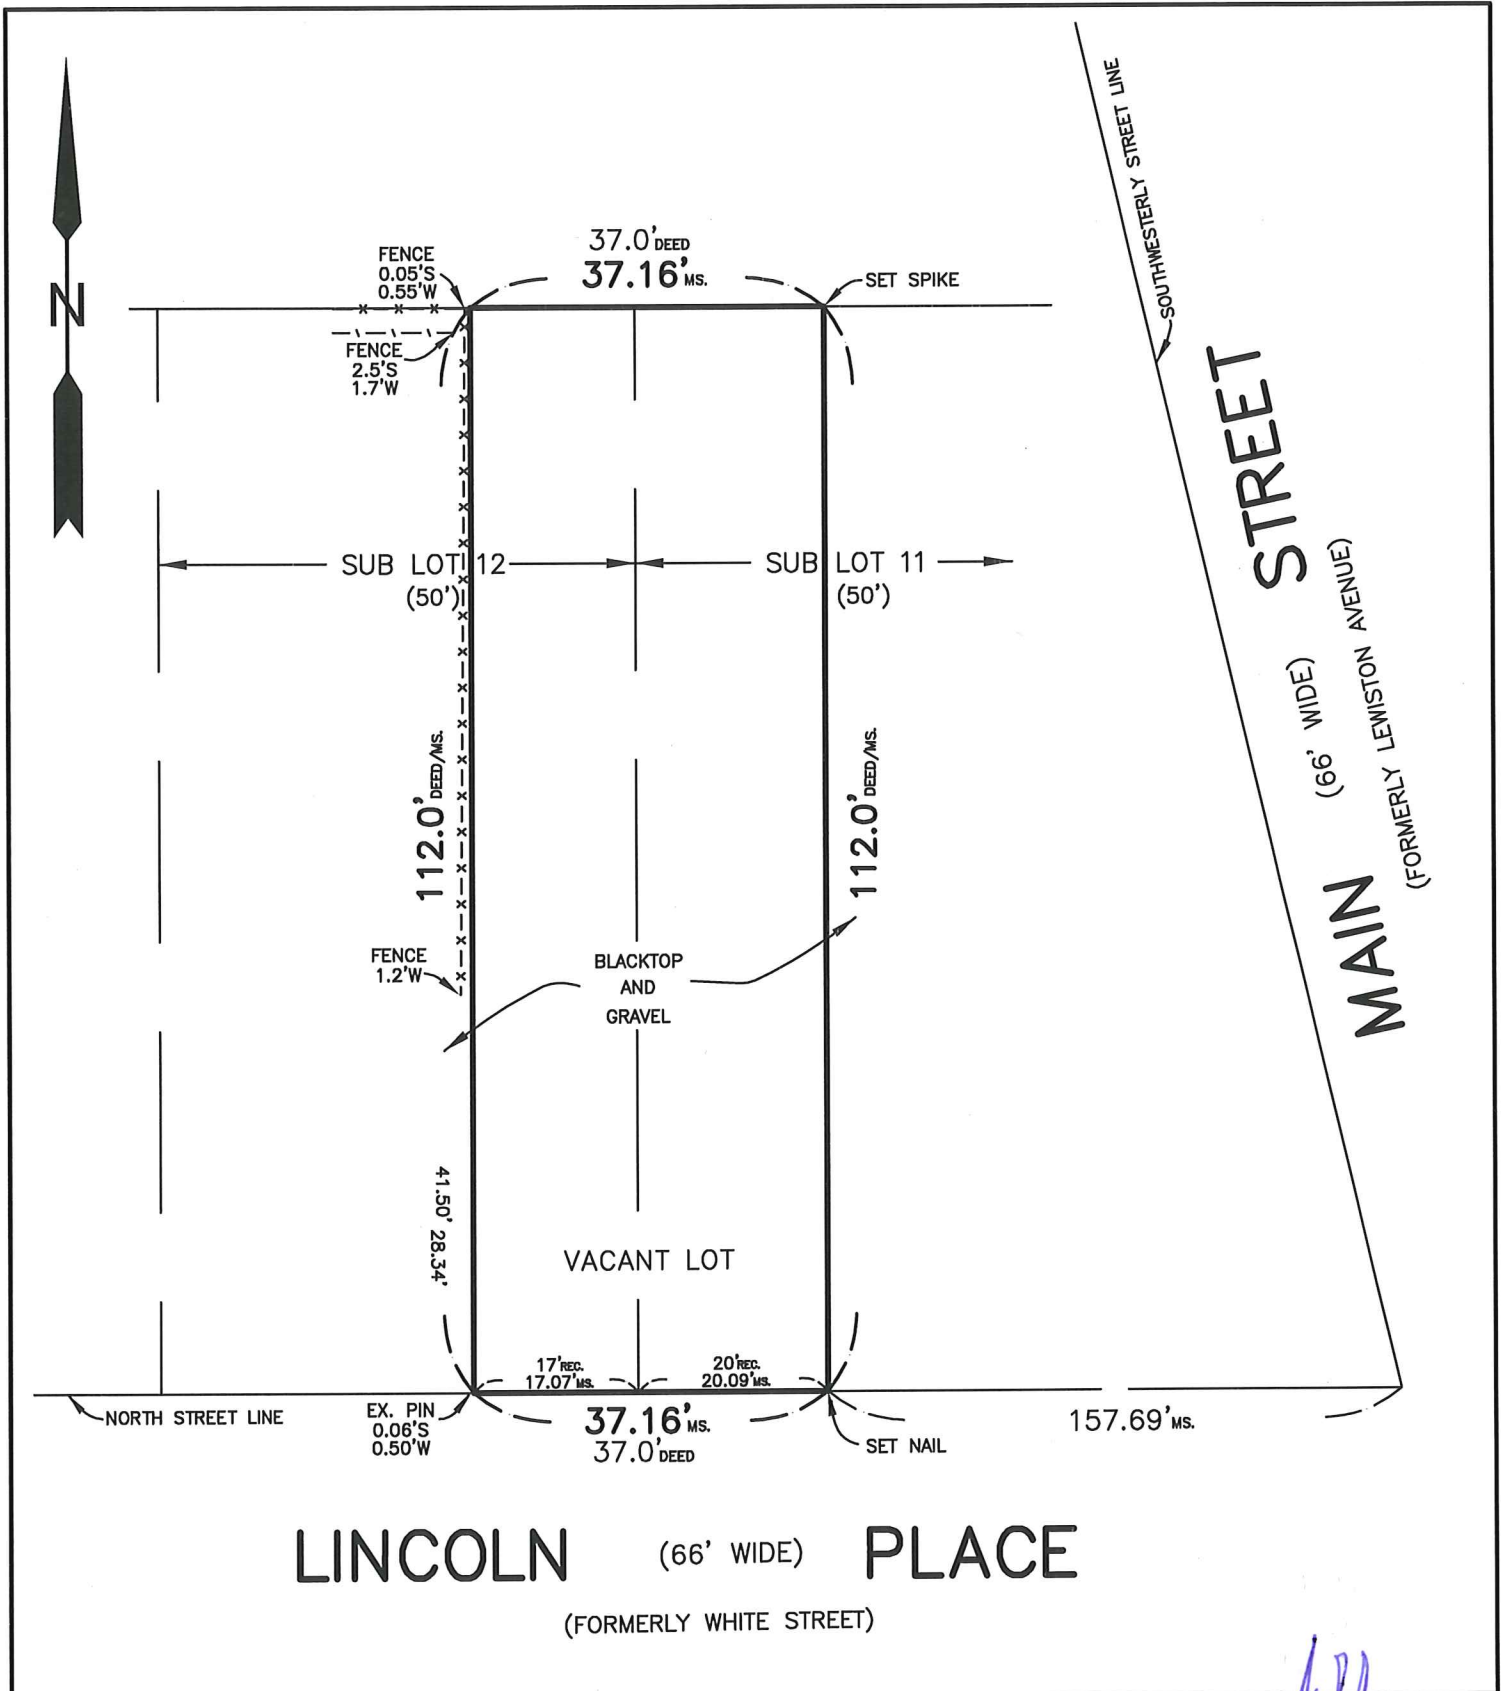 37.0' DEED
37.16' MS.
FENCE
0.05'S
0.55'W
SET SPIKE
SOUTHWESTERLY STREET LINE
N
FENCE
2.5'S
1.7'W
SUB LOT 12
(50')
SUB LOT 11
(50')
MAIN (66' WIDE) STREET
(FORMERLY LEWISTON AVENUE)
112.0' DEED/MS.
112.0' DEED/MS.
FENCE
1.2'W
BLACKTOP
AND
GRAVEL
41.50' 28.34'
VACANT LOT
17' REC.
17.07' MS.
20' REC.
20.09' MS.
NORTH STREET LINE
EX. PIN
0.06'S
0.50'W
37.16' MS.
37.0' DEED
SET NAIL
157.69' MS.
LINCOLN (66' WIDE) PLACE
(FORMERLY WHITE STREET)